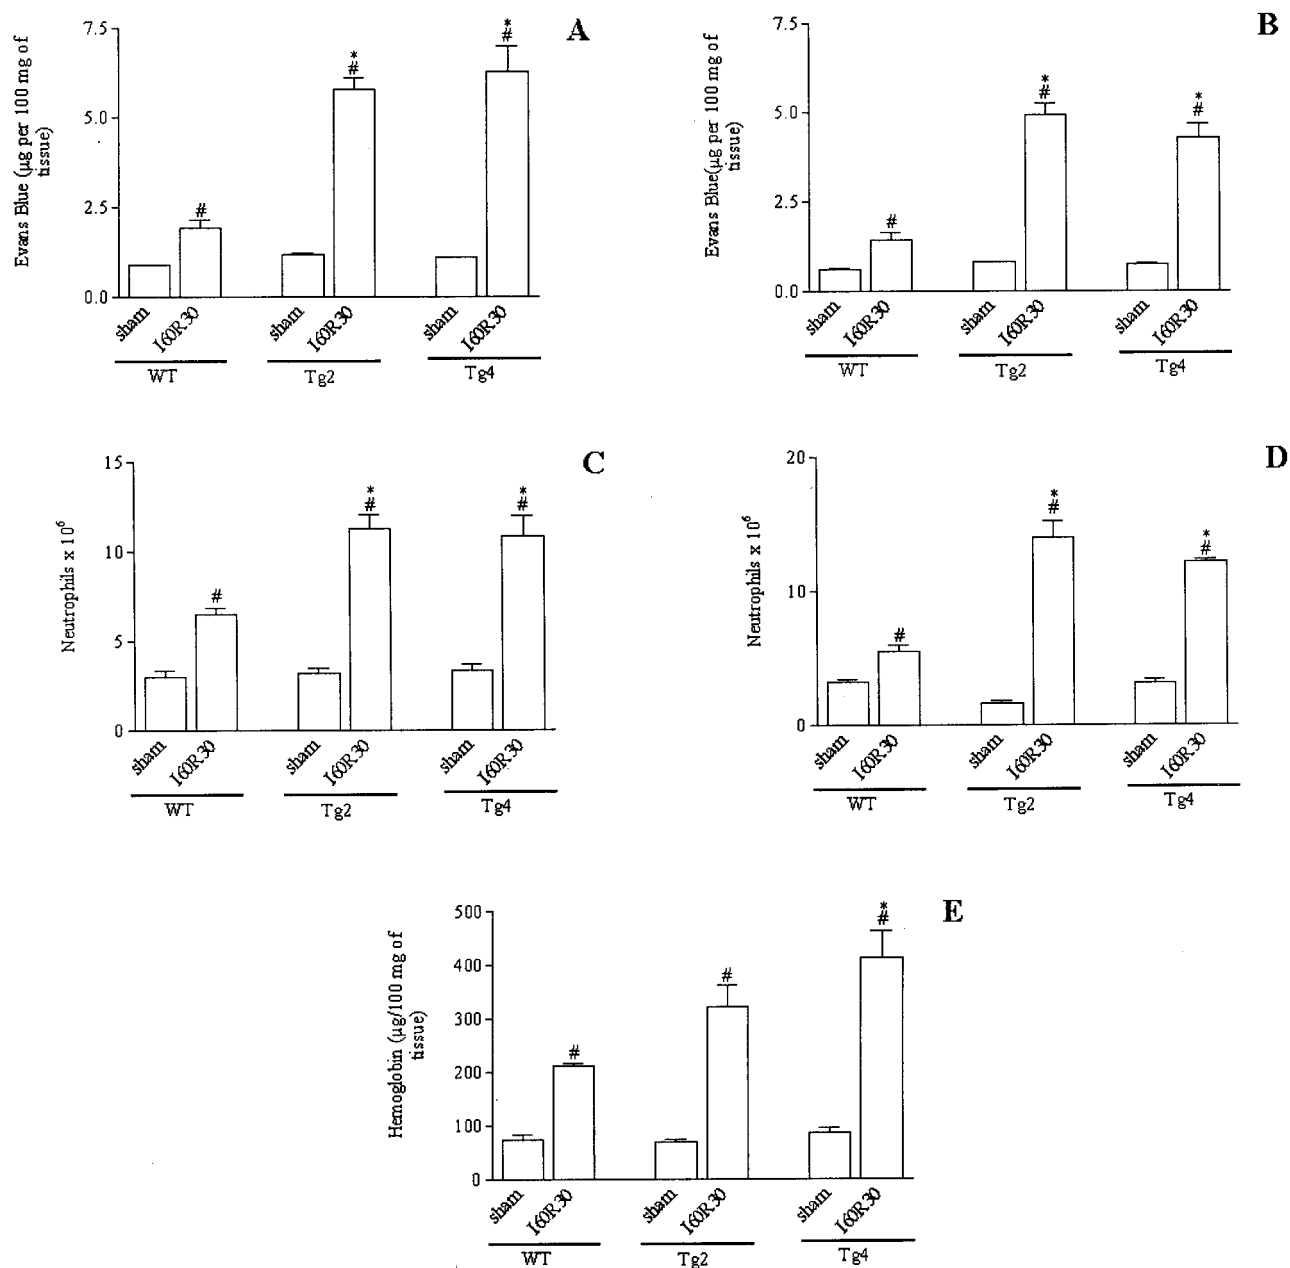 A
Evans Blue (µg per 100 mg of
tissue)
7.5
5.0
2.5
0.0
#
*
#
*
#
sham
I60R30
sham
I60R30
sham
I60R30
WT
Tg2
Tg4
B
Evans Blue(µg per 100 mg of
tissue)
7.5
5.0
2.5
0.0
#
*
#
*
#
sham
I60R30
sham
I60R30
sham
I60R30
WT
Tg2
Tg4
C
Neutrophils x 10⁶
15
10
5
0
#
*
#
*
#
sham
I60R30
sham
I60R30
sham
I60R30
WT
Tg2
Tg4
D
Neutrophils x 10⁶
20
10
0
#
*
#
*
#
sham
I60R30
sham
I60R30
sham
I60R30
WT
Tg2
Tg4
E
Hemoglobin (µg/100 mg of
tissue)
500
400
300
200
100
0
#
#
*
#
sham
I60R30
sham
I60R30
sham
I60R30
WT
Tg2
Tg4